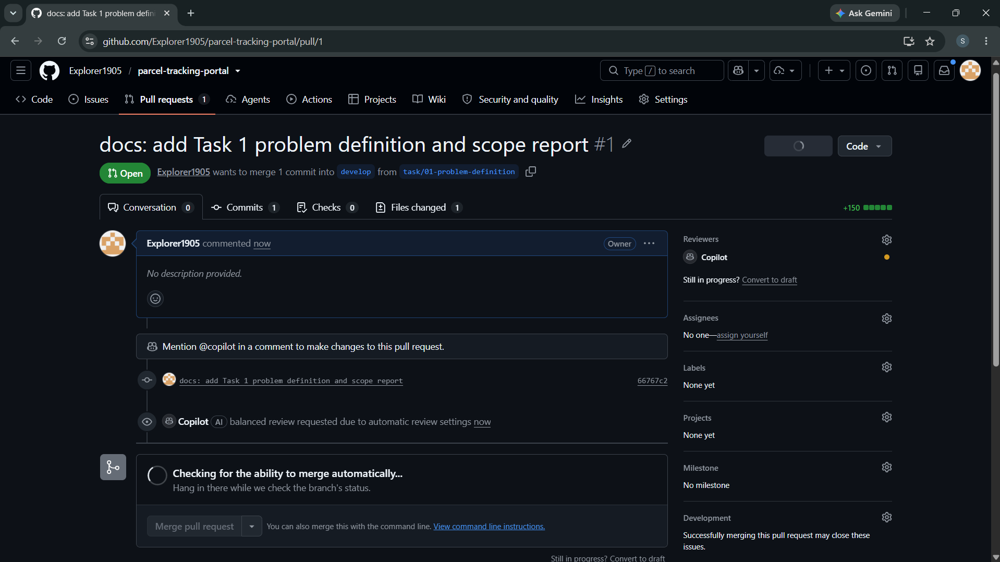 docs: add Task 1 problem defini
Ask Gemini
github.com/Explorer1905/parcel-tracking-portal/pull/1
S
Explorer1905 / parcel-tracking-portal
Type / to search
Code
Issues
Pull requests 1
Agents
Actions
Projects
Wiki
Security and quality
Insights
Settings
docs: add Task 1 problem definition and scope report #1
Code
Open
Explorer1905 wants to merge 1 commit into develop from task/01-problem-definition
Conversation 0
Commits 1
Checks 0
Files changed 1
+150
Explorer1905 commented now
Owner
No description provided.
Mention @copilot in a comment to make changes to this pull request.
docs: add Task 1 problem definition and scope report
66767c2
Copilot AI balanced review requested due to automatic review settings now
Checking for the ability to merge automatically...
Hang in there while we check the branch's status.
Merge pull request
You can also merge this with the command line. View command line instructions.
Still in progress? Convert to draft
Reviewers
Copilot
Still in progress? Convert to draft
Assignees
No one—assign yourself
Labels
None yet
Projects
None yet
Milestone
No milestone
Development
Successfully merging this pull request may close these
issues.